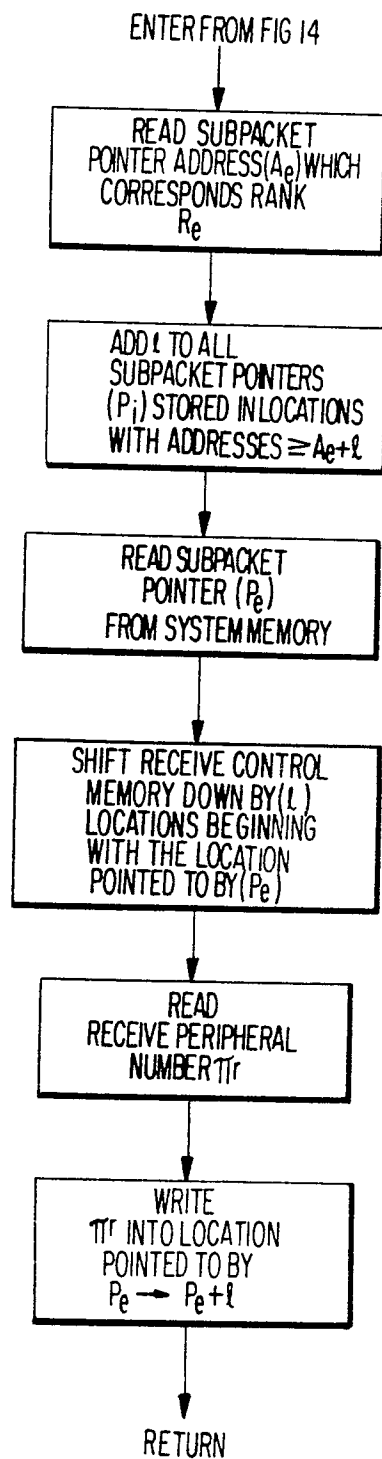 ENTER FROM FIG 14
READ SUBPACKET
POINTER ADDRESS(Ae) WHICH
CORRESPONDS RANK
Re
ADD ℓ TO ALL
SUBPACKET POINTERS
(Pi) STORED IN LOCATIONS
WITH ADDRESSES ≥ Ae+ℓ
READ SUBPACKET
POINTER (Pe)
FROM SYSTEM MEMORY
SHIFT RECEIVE CONTROL
MEMORY DOWN BY(ℓ)
LOCATIONS BEGINNING
WITH THE LOCATION
POINTED TO BY(Pe)
READ
RECEIVE PERIPHERAL
NUMBER πr
WRITE
πr INTO LOCATION
POINTED TO BY
Pe → Pe+ℓ
RETURN